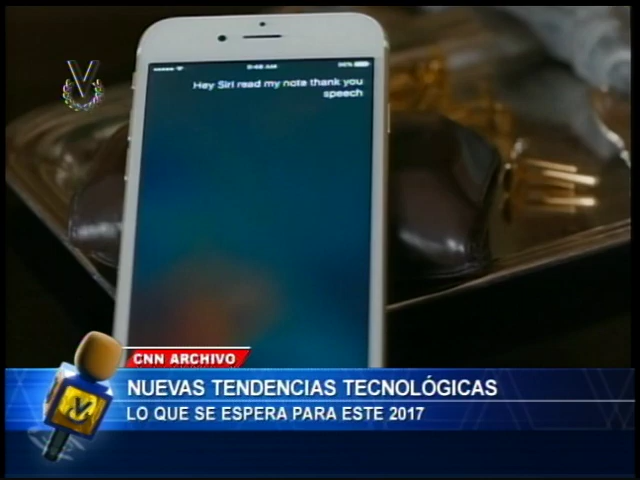 Hey Siri read my note thank you
speech
CNN ARCHIVO
NUEVAS TENDENCIAS TECNOLÓGICAS
LO QUE SE ESPERA PARA ESTE 2017